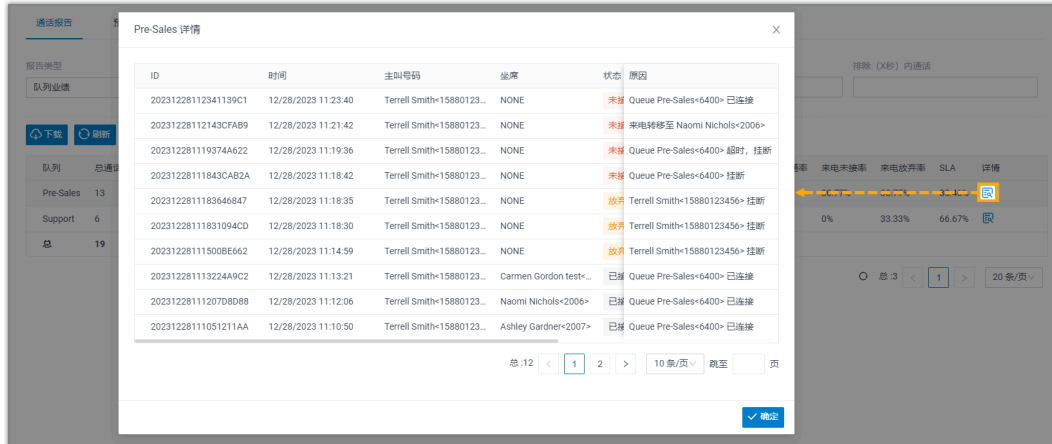 通话报告
Pre-Sales 详情
报告类型
排除（X秒）内通话
队列业绩
下载 刷新
队列 总通话 来电未接率 来电放弃率 SLA 详情
Pre-Sales 13
Support 6 0% 33.33% 66.67%
总 19
总 :3 1 20 条/页
ID 时间 主叫号码 坐席 状态 原因
20231228112341139C1 12/28/2023 11:23:40 Terrell Smith<15880123... NONE 未接 Queue Pre-Sales<6400> 已连接
20231228112143CFAB9 12/28/2023 11:21:42 Terrell Smith<15880123... NONE 未接 来电转移至 Naomi Nichols<2006>
20231228119374A622 12/28/2023 11:19:36 Terrell Smith<15880123... NONE 未接 Queue Pre-Sales<6400> 超时，挂断
20231228111843CAB2A 12/28/2023 11:18:42 Terrell Smith<15880123... NONE 未接 Queue Pre-Sales<6400> 挂断
2023122811183646847 12/28/2023 11:18:35 Terrell Smith<15880123... NONE 放弃 Terrell Smith<15880123456> 挂断
202312281111831094CD 12/28/2023 11:18:30 Terrell Smith<15880123... NONE 放弃 Terrell Smith<15880123456> 挂断
20231228111500BE662 12/28/2023 11:14:59 Terrell Smith<15880123... NONE 放弃 Terrell Smith<15880123456> 挂断
202312281113224A9C2 12/28/2023 11:13:21 Terrell Smith<15880123... Carmen Gordon test<... 已接 Queue Pre-Sales<6400> 已连接
20231228111207D8D88 12/28/2023 11:12:06 Terrell Smith<15880123... Naomi Nichols<2006> 已接 Queue Pre-Sales<6400> 已连接
20231228111051211AA 12/28/2023 11:10:50 Terrell Smith<15880123... Ashley Gardner<2007> 已接 Queue Pre-Sales<6400> 已连接
总 :12 1 2 10 条/页 跳至 页
确定